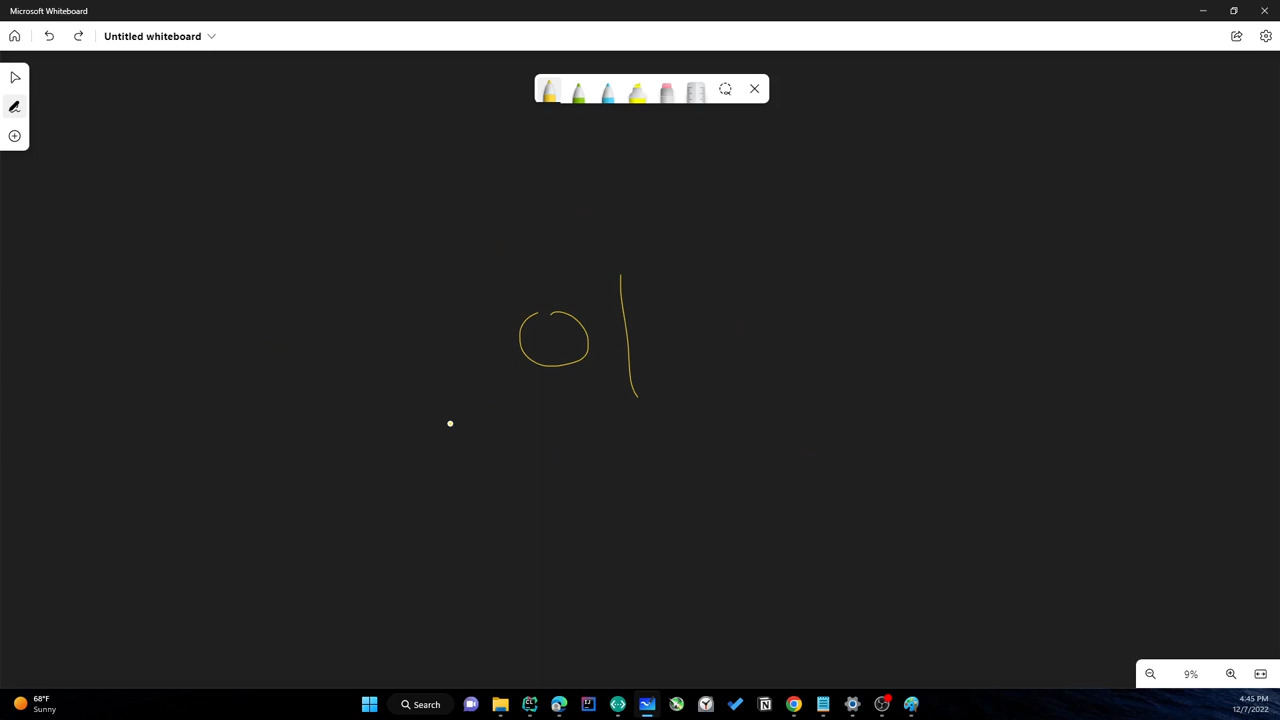 Microsoft Whiteboard
Untitled whiteboard
9%
68°F
Sunny
Search
4:45 PM
12/7/2022